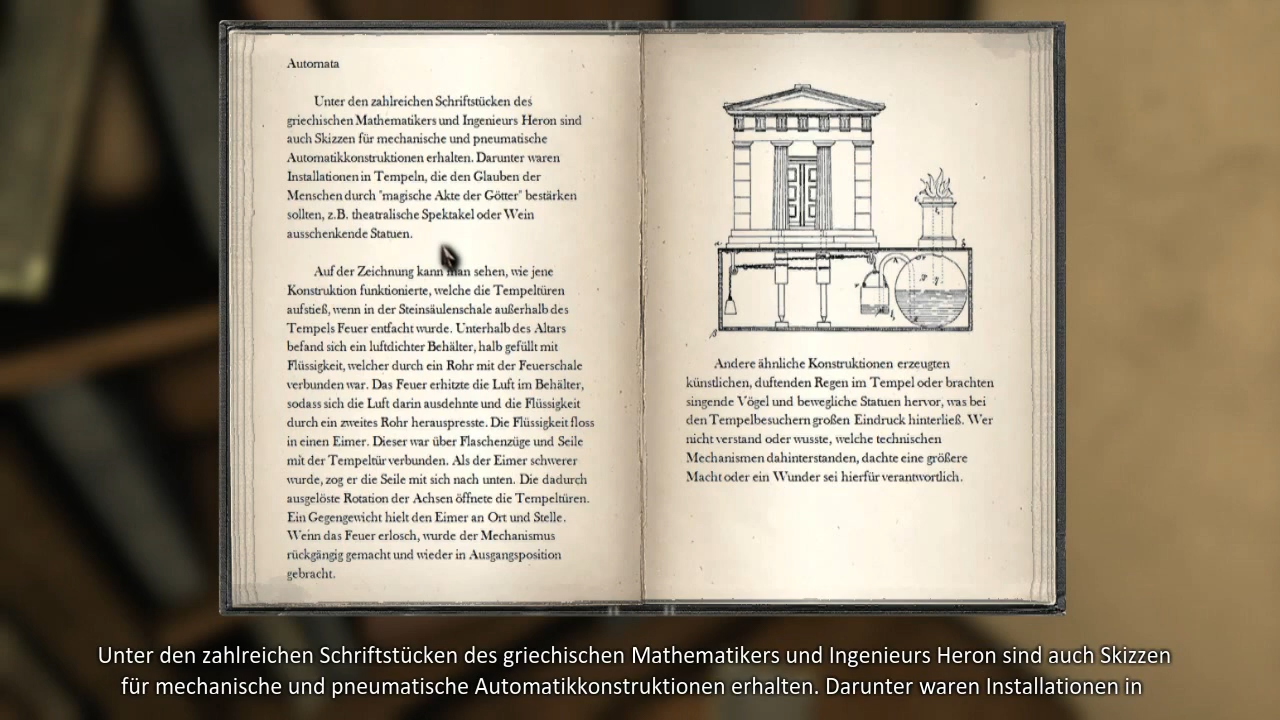 Automata
Unter den zahlreichen Schriftstücken des
griechischen Mathematikers und Ingenieurs Heron sind
auch Skizzen für mechanische und pneumatische
Automatikkonstruktionen erhalten. Darunter waren
Installationen in Tempeln, die den Glauben der
Menschen durch "magische Akte der Götter" bestärken
sollten, z.B. theatralische Spektakel oder Wein
ausschenkende Statuen.
Auf der Zeichnung kann man sehen, wie jene
Konstruktion funktionierte, welche die Tempeltüren
aufstieß, wenn in der Steinsäulenschale außerhalb des
Tempels Feuer entfacht wurde. Unterhalb des Altars
befand sich ein luftdichter Behälter, halb gefüllt mit
Flüssigkeit, welcher durch ein Rohr mit der Feuerschale
verbunden war. Das Feuer erhitzte die Luft im Behälter,
sodass sich die Luft darin ausdehnte und die Flüssigkeit
durch ein zweites Rohr herauspresste. Die Flüssigkeit floss
in einen Eimer. Dieser war über Flaschenzüge und Seile
mit der Tempeltür verbunden. Als der Eimer schwerer
wurde, zog er die Seile mit sich nach unten. Die dadurch
ausgelöste Rotation der Achsen öffnete die Tempeltüren.
Ein Gegengewicht hielt den Eimer an Ort und Stelle.
Wenn das Feuer erlosch, wurde der Mechanismus
rückgängig gemacht und wieder in Ausgangsposition
gebracht.
Andere ähnliche Konstruktionen erzeugten
künstlichen, duftenden Regen im Tempel oder brachten
singende Vögel und bewegliche Statuen hervor, was bei
den Tempelbesuchern großen Eindruck hinterließ. Wer
nicht verstand oder wusste, welche technischen
Mechanismen dahinterstanden, dachte eine größere
Macht oder ein Wunder sei hierfür verantwortlich.
Unter den zahlreichen Schriftstücken des griechischen Mathematikers und Ingenieurs Heron sind auch Skizzen
für mechanische und pneumatische Automatikkonstruktionen erhalten. Darunter waren Installationen in